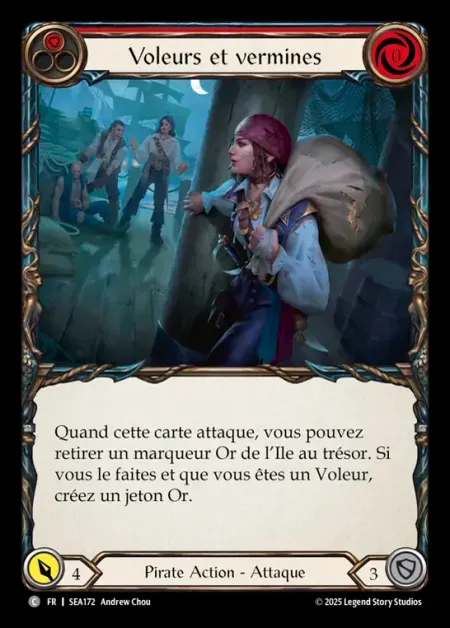 Voleurs et vermines
0
Quand cette carte attaque, vous pouvez
retirer un marqueur Or de l'Ile au trésor. Si
vous le faites et que vous êtes un Voleur,
créez un jeton Or.
4
Pirate Action - Attaque
3
C FR | SEA172 Andrew Chou
© 2025 Legend Story Studios